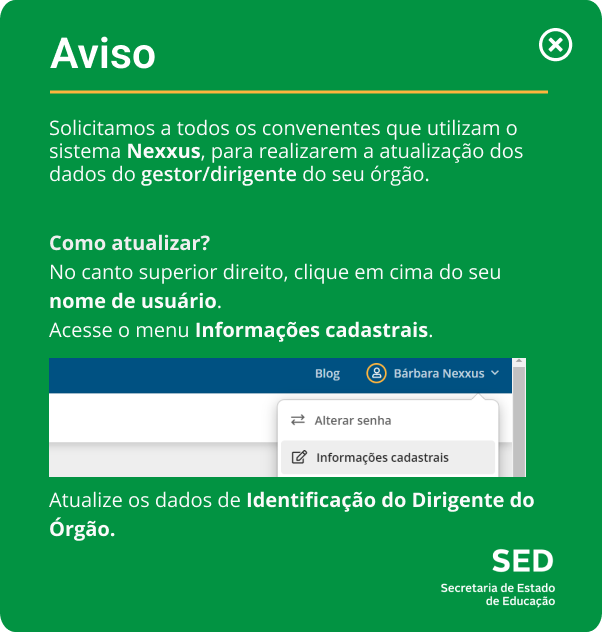 Aviso
Solicitamos a todos os convenentes que utilizam o
sistema Nexxus, para realizarem a atualização dos
dados do gestor/dirigente do seu órgão.
Como atualizar?
No canto superior direito, clique em cima do seu
nome de usuário.
Acesse o menu Informações cadastrais.
Blog Bárbara Nexxus
Alterar senha
Informações cadastrais
Atualize os dados de Identificação do Dirigente do
Órgão.
SED
Secretaria de Estado
de Educação